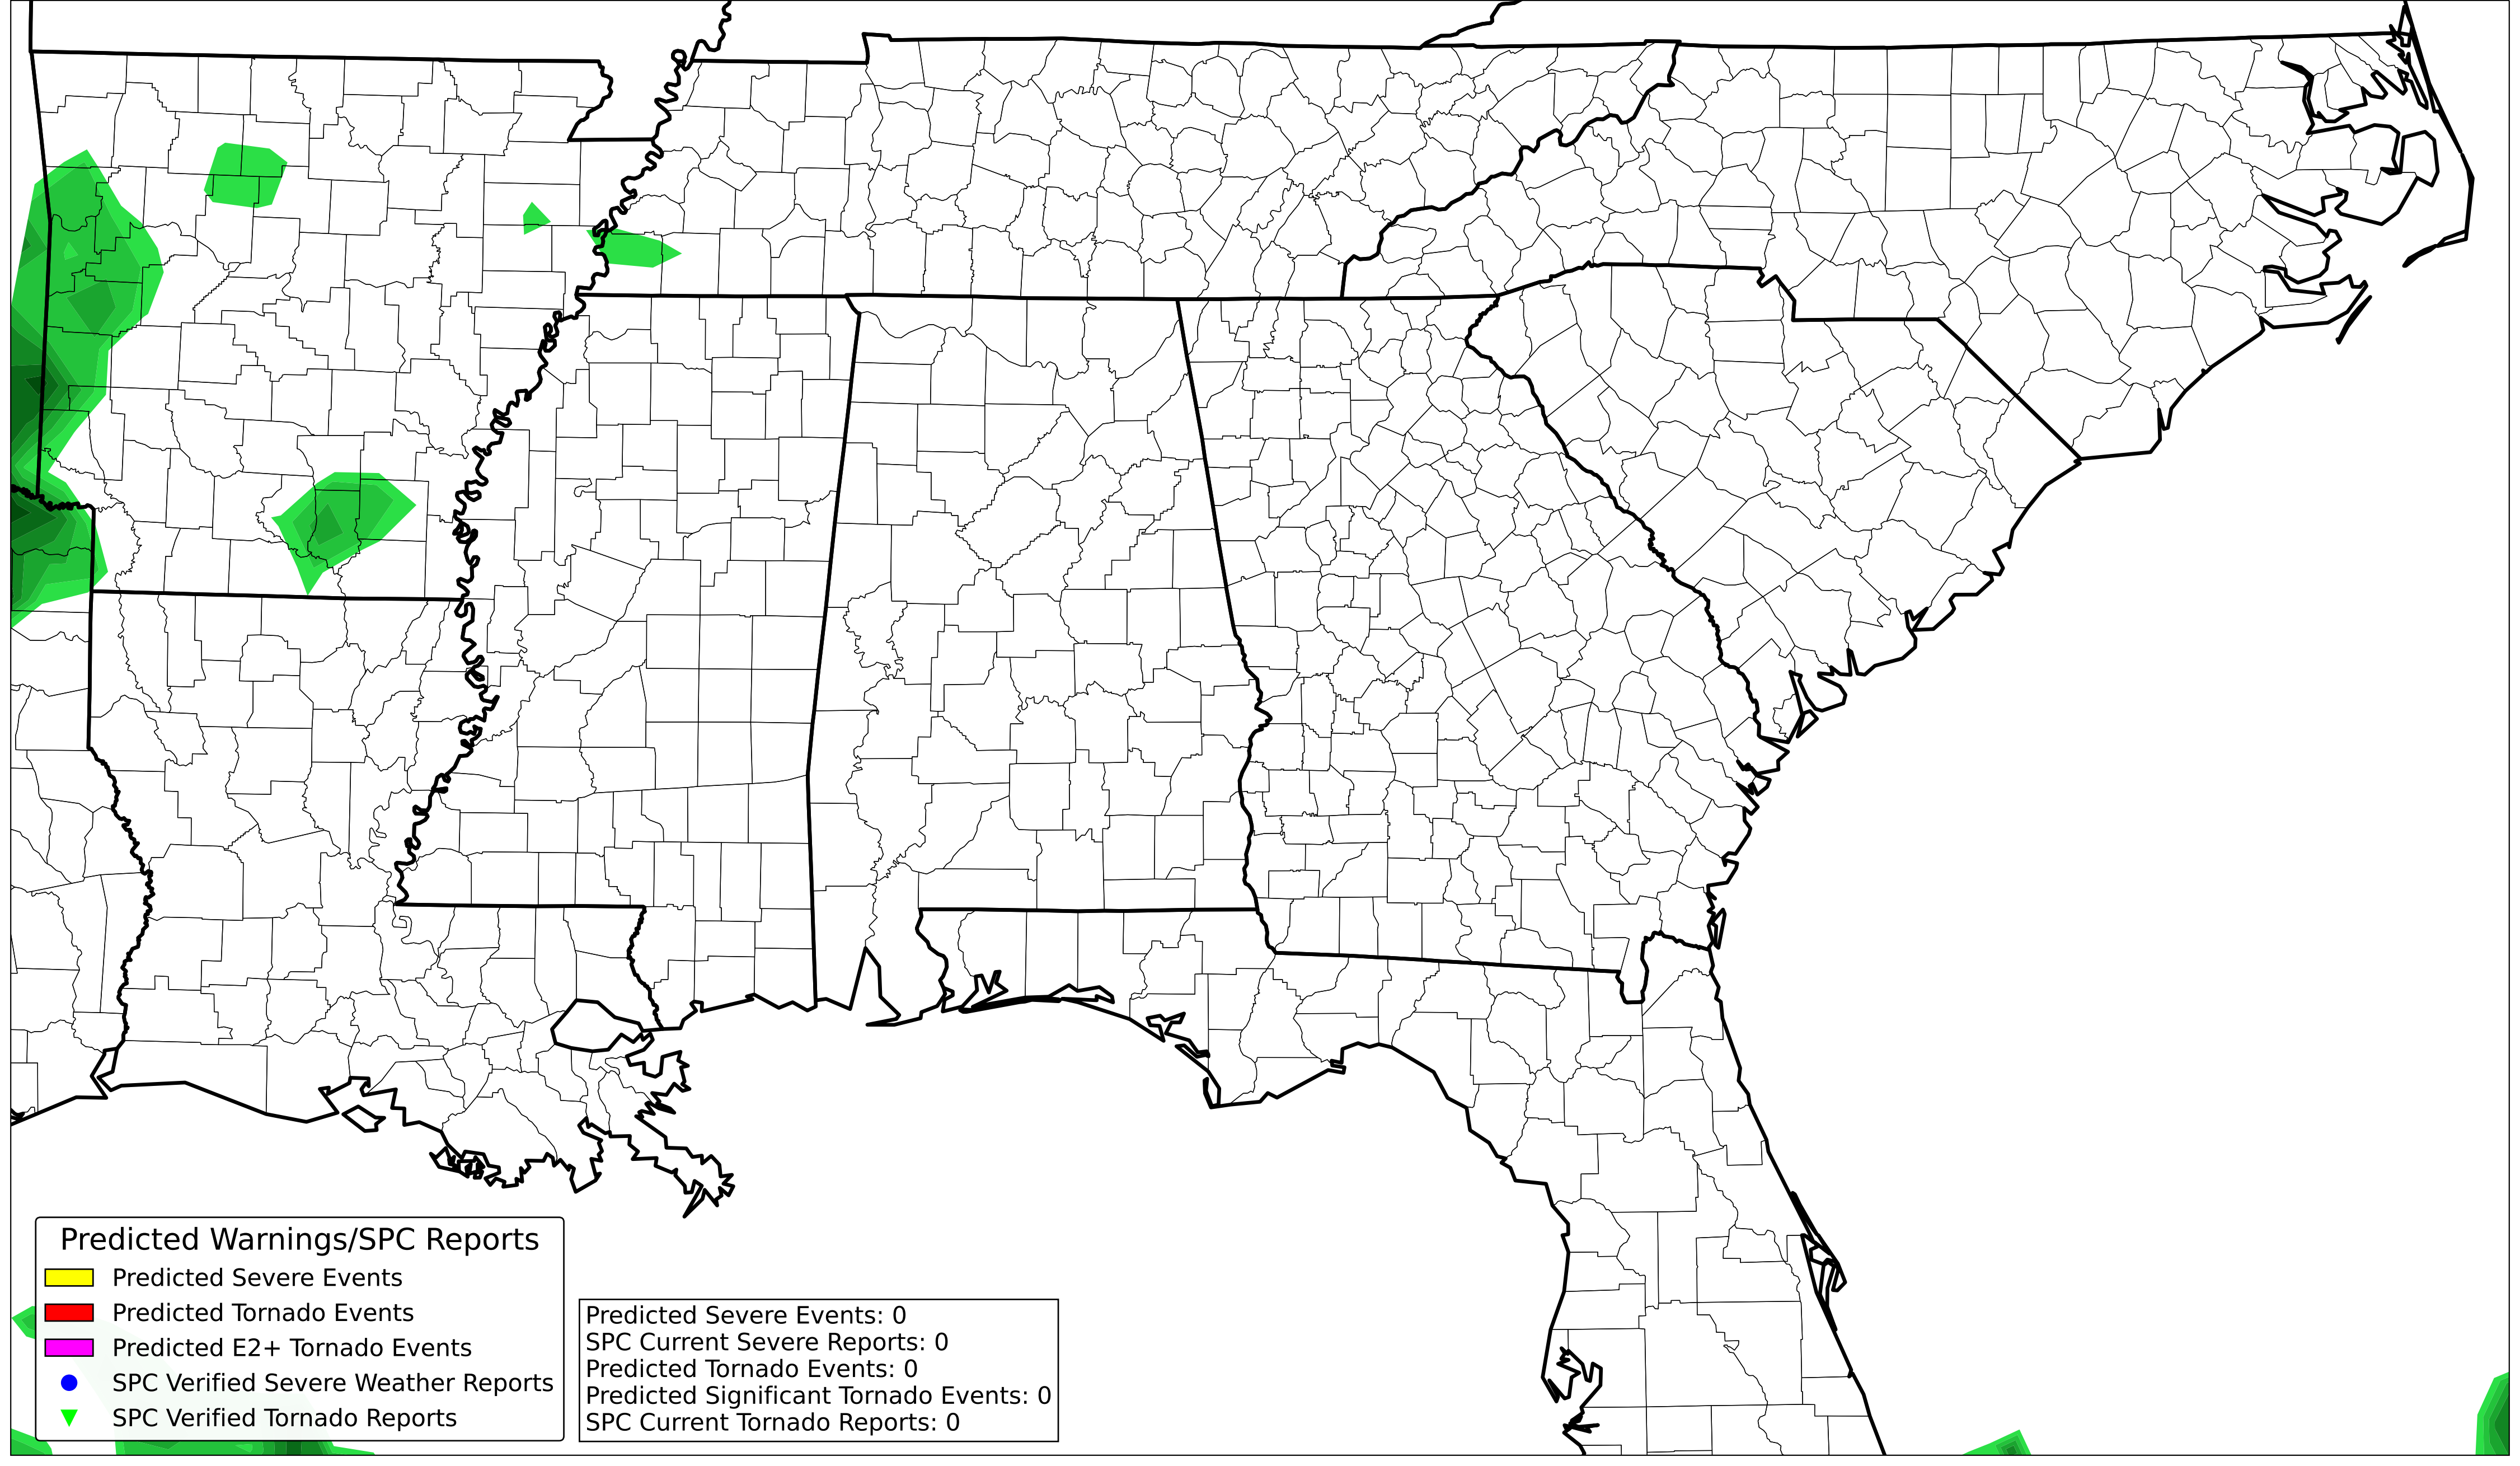 Predicted Warnings/SPC Reports
Predicted Severe Events
Predicted Tornado Events
Predicted E2+ Tornado Events
SPC Verified Severe Weather Reports
SPC Verified Tornado Reports
Predicted Severe Events: 0
SPC Current Severe Reports: 0
Predicted Tornado Events: 0
Predicted Significant Tornado Events: 0
SPC Current Tornado Reports: 0